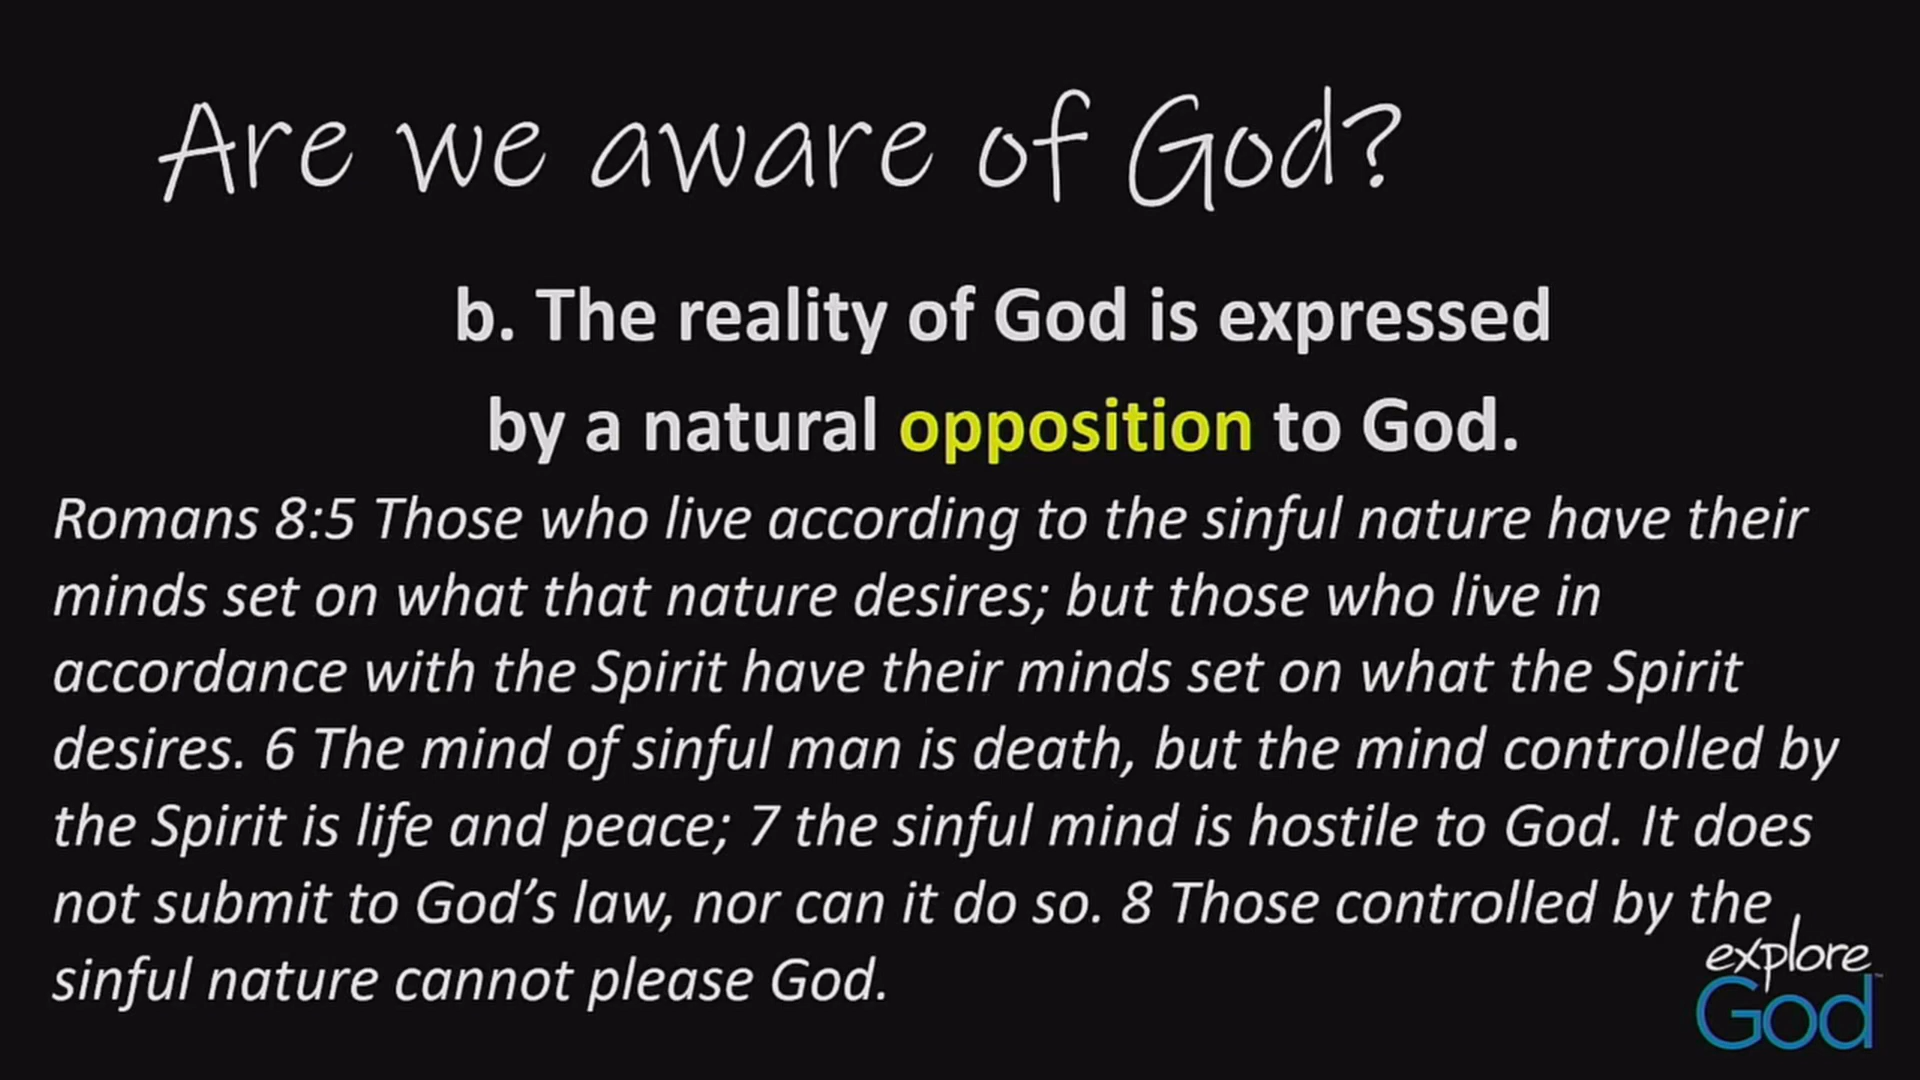 Are we aware of God?
b. The reality of God is expressed
by a natural opposition to God.
Romans 8:5 Those who live according to the sinful nature have their
minds set on what that nature desires; but those who live in
accordance with the Spirit have their minds set on what the Spirit
desires. 6 The mind of sinful man is death, but the mind controlled by
the Spirit is life and peace; 7 the sinful mind is hostile to God. It does
not submit to God’s law, nor can it do so. 8 Those controlled by the
sinful nature cannot please God.
explore
God™